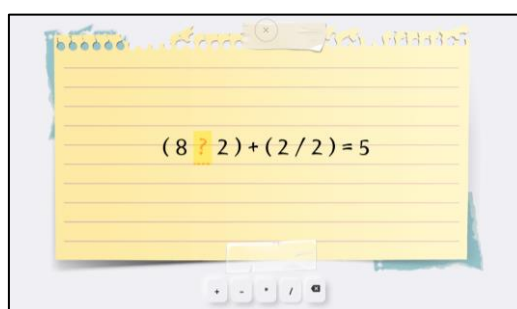 (8 ? 2)+(2/2)=5
+ - * /